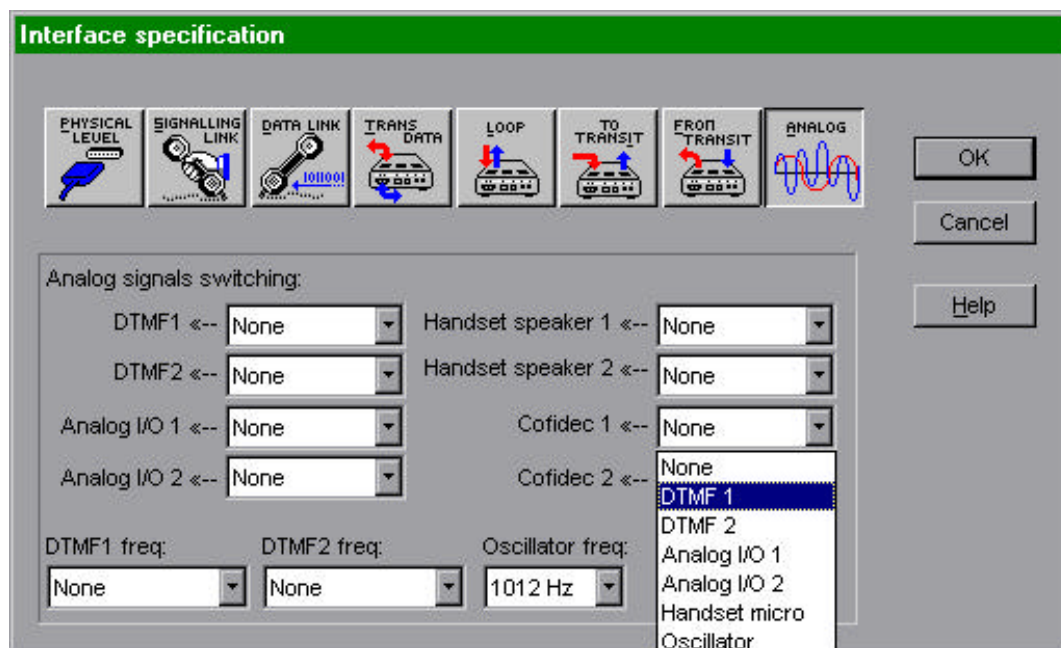 Interface specification
PHYSICAL LEVEL
SIGNALLING LINK
DATA LINK
101001
TRANS DATA
LOOP
TO TRANSIT
FROM TRANSIT
ANALOG
OK
Cancel
Help
Analog signals switching:
DTMF1 «-- None
Handset speaker 1 «-- None
DTMF2 «-- None
Handset speaker 2 «-- None
Analog I/O 1 «-- None
Cofidec 1 «-- None
Analog I/O 2 «-- None
Cofidec 2 «--
None
DTMF 1
DTMF 2
Analog I/O 1
Analog I/O 2
Handset micro
Oscillator
DTMF1 freq:
None
DTMF2 freq:
None
Oscillator freq:
1012 Hz